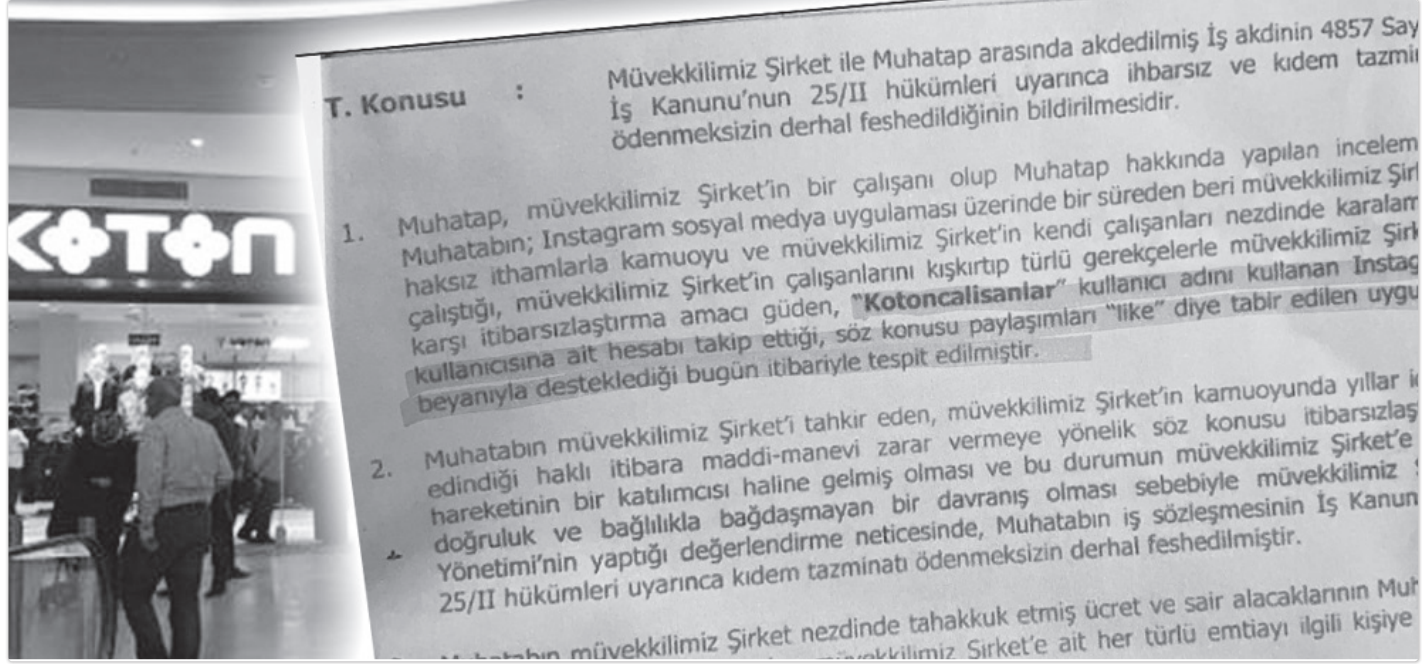 KOTON
T. Konusu :
Müvekkilimiz Şirket ile Muhatap arasında akdedilmiş İş akdinin 4857 Say
İş Kanunu'nun 25/II hükümleri uyarınca ihbarsız ve kıdem tazmi
ödenmeksizin derhal feshedildiğinin bildirilmesidir.
1. Muhatap, müvekkilimiz Şirket'in bir çalışanı olup Muhatap hakkında yapılan incelem
Muhatabın; Instagram sosyal medya uygulaması üzerinde bir süreden beri müvekkilimiz Şirk
haksız ithamlarla kamuoyu ve müvekkilimiz Şirket'in kendi çalışanları nezdinde karalam
çalıştığı, müvekkilimiz Şirket'in çalışanlarını kışkırtıp türlü gerekçelerle müvekkilimiz Şirk
karşı itibarsızlaştırma amacı güden, "Kotoncalisanlar" kullanıcı adını kullanan Instag
kullanıcısına ait hesabı takip ettiği, söz konusu paylaşımları "like" diye tabir edilen uygu
beyanıyla desteklediği bugün itibariyle tespit edilmiştir.
2. Muhatabın müvekkilimiz Şirket'i tahkir eden, müvekkilimiz Şirket'in kamuoyunda yıllar i
edindiği haklı itibara maddi-manevi zarar vermeye yönelik söz konusu itibarsızlaş
hareketinin bir katılımcısı haline gelmiş olması ve bu durumun müvekkilimiz Şirket'e
doğruluk ve bağlılıkla bağdaşmayan bir davranış olması sebebiyle müvekkilimiz
Yönetimi'nin yaptığı değerlendirme neticesinde, Muhatabın iş sözleşmesinin İş Kanun
25/II hükümleri uyarınca kıdem tazminatı ödenmeksizin derhal feshedilmiştir.
Muhatabın müvekkilimiz Şirket nezdinde tahakkuk etmiş ücret ve sair alacaklarının Muh
müvekkilimiz Şirket'e ait her türlü emtiayı ilgili kişiye